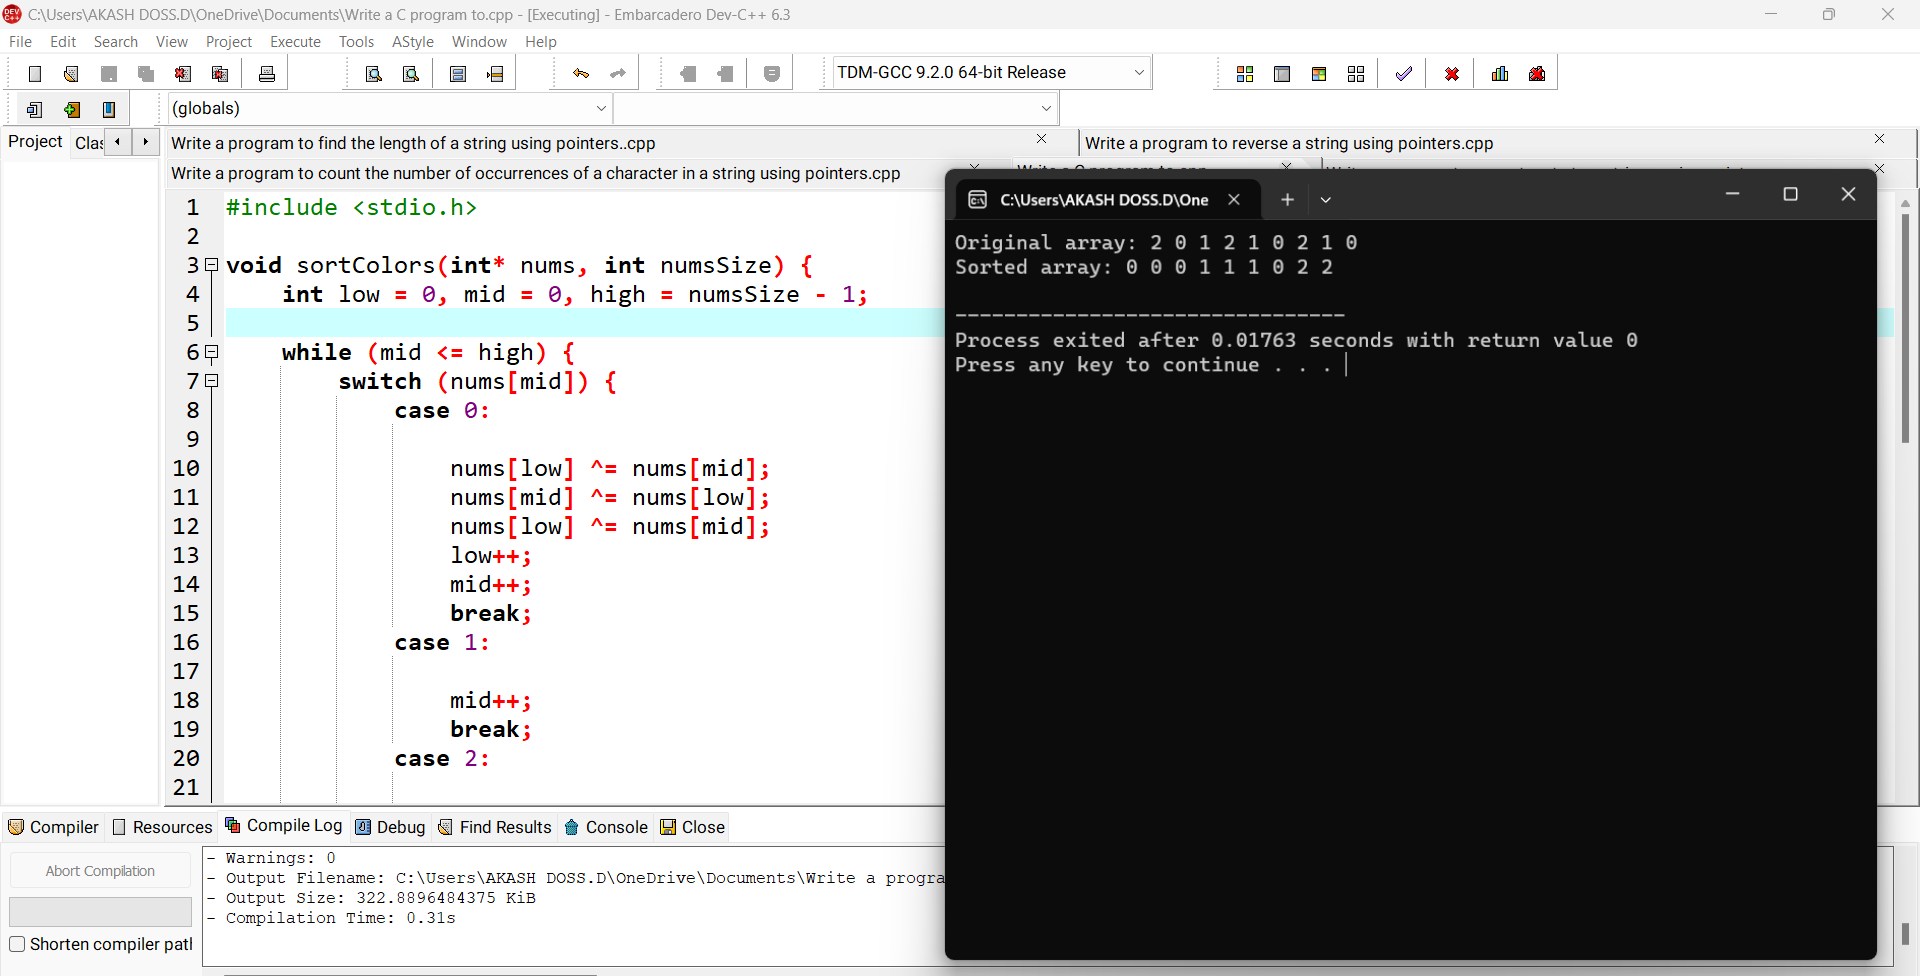 C:\Users\AKASH DOSS.D\OneDrive\Documents\Write a C program to.cpp - [Executing] - Embarcadero Dev-C++ 6.3
File Edit Search View Project Execute Tools AStyle Window Help
TDM-GCC 9.2.0 64-bit Release
(globals)
Project Clas
Write a program to find the length of a string using pointers..cpp
Write a program to reverse a string using pointers.cpp
Write a program to count the number of occurrences of a character in a string using pointers.cpp
1 #include <stdio.h>
2
3 void sortColors(int* nums, int numsSize) {
4 int low = 0, mid = 0, high = numsSize - 1;
5
6 while (mid <= high) {
7 switch (nums[mid]) {
8 case 0:
9
10 nums[low] ^= nums[mid];
11 nums[mid] ^= nums[low];
12 nums[low] ^= nums[mid];
13 low++;
14 mid++;
15 break;
16 case 1:
17
18 mid++;
19 break;
20 case 2:
21
C:\Users\AKASH DOSS.D\One
Original array: 2 0 1 2 1 0 2 1 0
Sorted array: 0 0 0 1 1 1 0 2 2
--------------------------------
Process exited after 0.01763 seconds with return value 0
Press any key to continue . . .
Compiler Resources Compile Log Debug Find Results Console Close
Abort Compilation
Shorten compiler path
- Warnings: 0
- Output Filename: C:\Users\AKASH DOSS.D\OneDrive\Documents\Write a progra
- Output Size: 322.8896484375 KiB
- Compilation Time: 0.31s